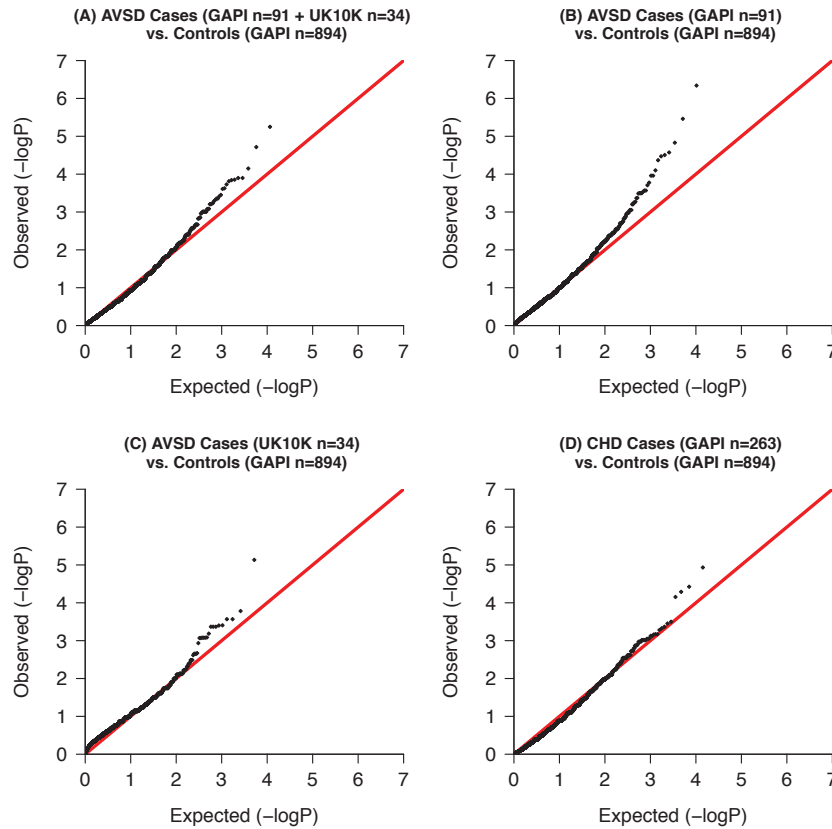 (A) AVSD Cases (GAPI n=91 + UK10K n=34)
vs. Controls (GAPI n=894)
Observed (−logP)
7
6
5
4
3
2
1
0
0 1 2 3 4 5 6 7
Expected (−logP)
(B) AVSD Cases (GAPI n=91)
vs. Controls (GAPI n=894)
Observed (−logP)
7
6
5
4
3
2
1
0
0 1 2 3 4 5 6 7
Expected (−logP)
(C) AVSD Cases (UK10K n=34)
vs. Controls (GAPI n=894)
Observed (−logP)
7
6
5
4
3
2
1
0
0 1 2 3 4 5 6 7
Expected (−logP)
(D) CHD Cases (GAPI n=263)
vs. Controls (GAPI n=894)
Observed (−logP)
7
6
5
4
3
2
1
0
0 1 2 3 4 5 6 7
Expected (−logP)